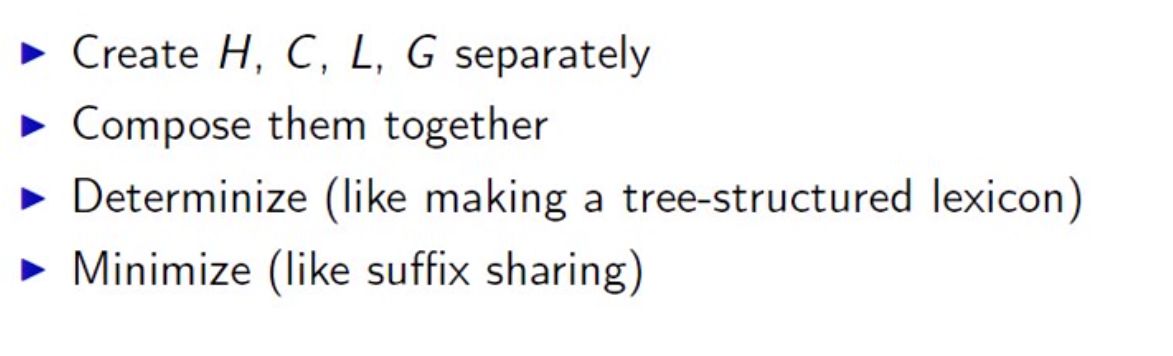 ▶ Create H, C, L, G separately
▶ Compose them together
▶ Determinize (like making a tree-structured lexicon)
▶ Minimize (like suffix sharing)